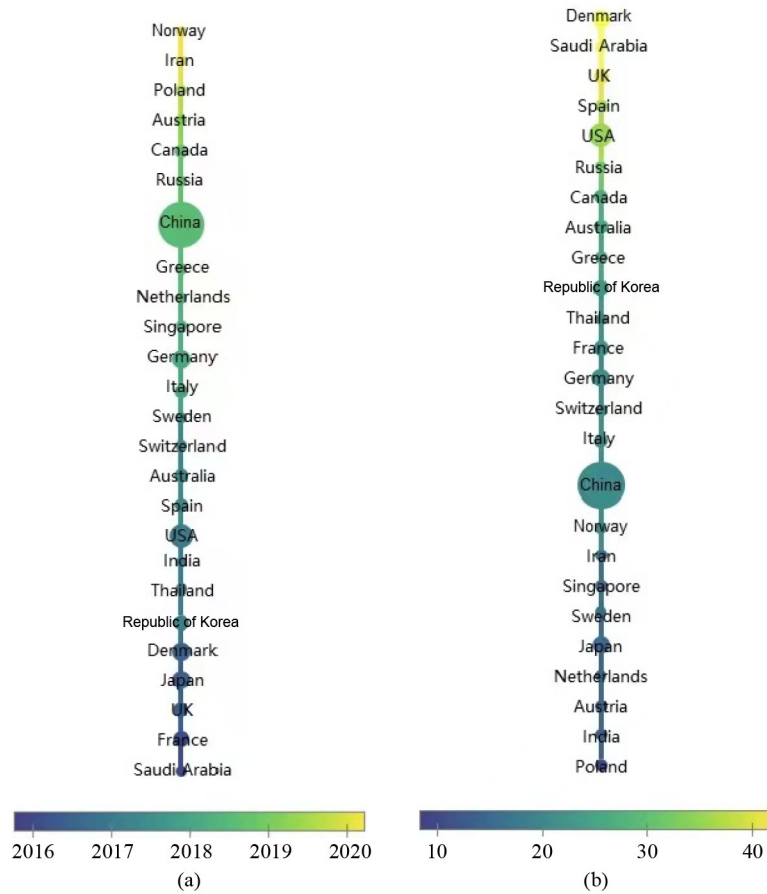 Norway
Iran
Poland
Austria
Canada
Russia
China
Greece
Netherlands
Singapore
Germany
Italy
Sweden
Switzerland
Australia
Spain
USA
India
Thailand
Republic of Korea
Denmark
Japan
UK
France
Saudi Arabia
2016 2017 2018 2019 2020
(a)
Denmark
Saudi Arabia
UK
Spain
USA
Russia
Canada
Australia
Greece
Republic of Korea
Thailand
France
Germany
Switzerland
Italy
China
Norway
Iran
Singapore
Sweden
Japan
Netherlands
Austria
India
Poland
10 20 30 40
(b)